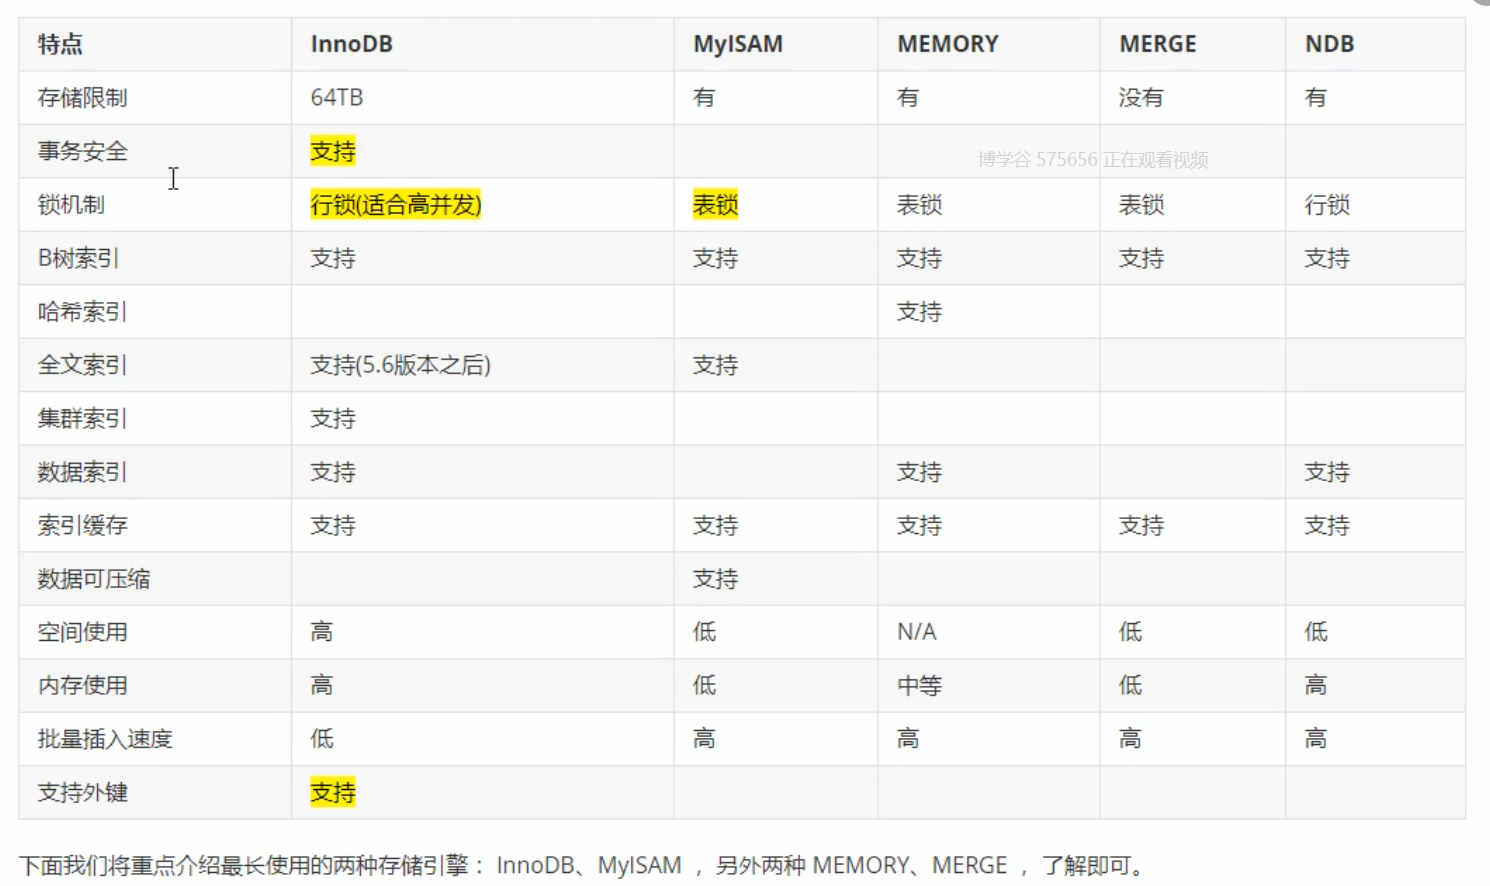 特点 InnoDB MyISAM MEMORY MERGE NDB
存储限制 64TB 有 有 没有 有
事务安全 支持
博学谷 575656 正在观看视频
锁机制 行锁(适合高并发) 表锁 表锁 表锁 行锁
B树索引 支持 支持 支持 支持 支持
哈希索引 支持
全文索引 支持(5.6版本之后) 支持
集群索引 支持
数据索引 支持 支持 支持
索引缓存 支持 支持 支持 支持 支持
数据可压缩 支持
空间使用 高 低 N/A 低 低
内存使用 高 低 中等 低 高
批量插入速度 低 高 高 高 高
支持外键 支持
下面我们将重点介绍最长使用的两种存储引擎： InnoDB、MyISAM ，另外两种 MEMORY、MERGE ，了解即可。